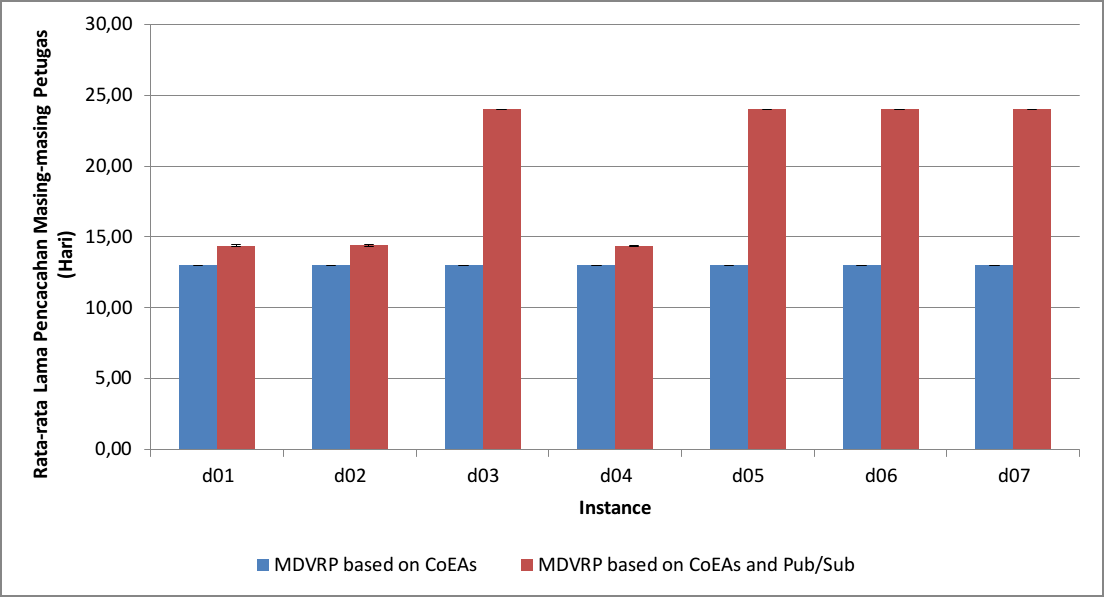 Rata-rata Lama Pencacahan Masing-masing Petugas
(Hari)
30,00
25,00
20,00
15,00
10,00
5,00
0,00
d01 d02 d03 d04 d05 d06 d07
Instance
MDVRP based on CoEAs MDVRP based on CoEAs and Pub/Sub